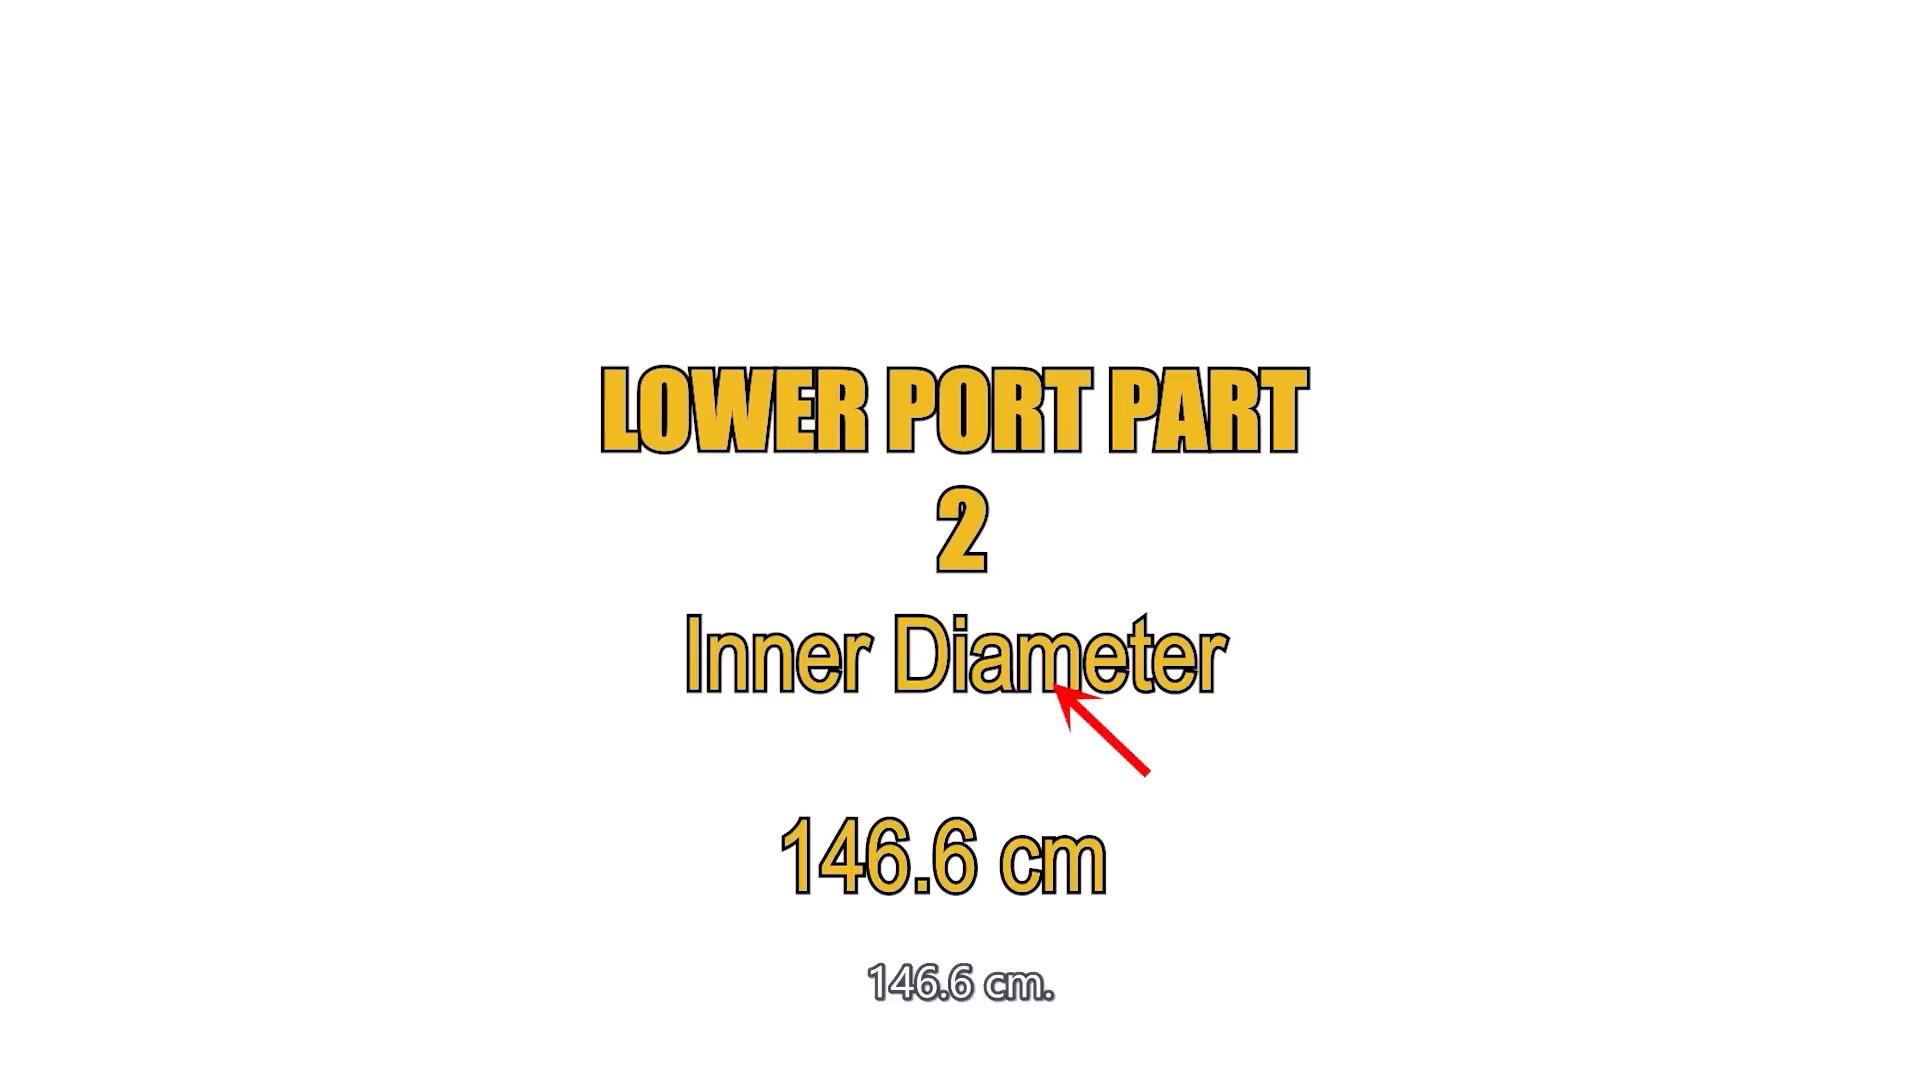 LOWER PORT PART
2
Inner Diameter
146.6 cm
146.6 cm.